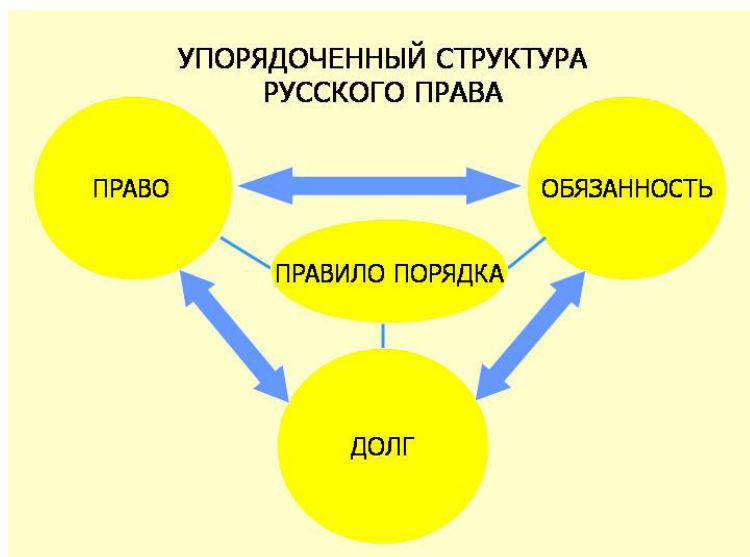 УПОРЯДОЧЕННЫЙ СТРУКТУРА
РУССКОГО ПРАВА
ПРАВО
ОБЯЗАННОСТЬ
ПРАВИЛО ПОРЯДКА
ДОЛГ